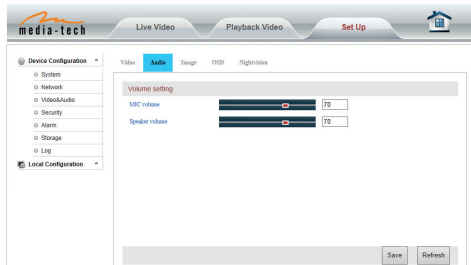 media-tech
Live Video
Playback Video
Set Up
Device Configuration
System
Network
Video&Audio
Security
Alarm
Storage
Log
Local Configuration
Video Audio Image OSD Nightvision
Volume setting
MIC volume 70
Speaker volume 70
Save Refresh